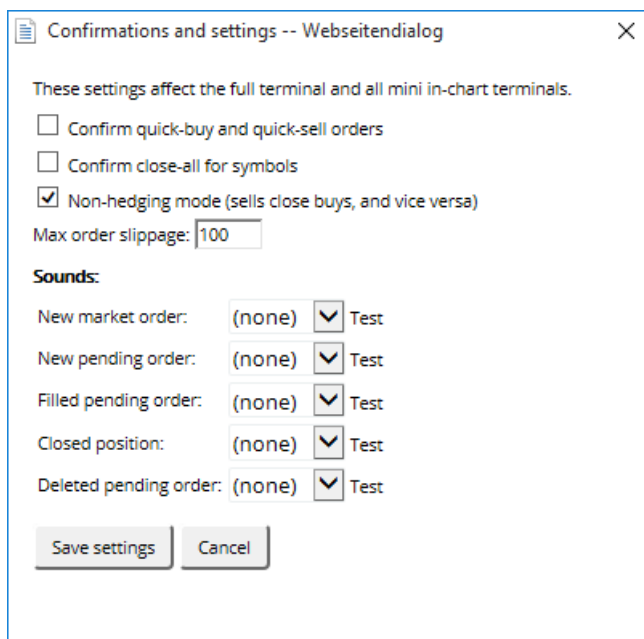 Confirmations and settings -- Webseitendialog
These settings affect the full terminal and all mini in-chart terminals.
Confirm quick-buy and quick-sell orders
Confirm close-all for symbols
Non-hedging mode (sells close buys, and vice versa)
Max order slippage: 100
Sounds:
New market order: (none) Test
New pending order: (none) Test
Filled pending order: (none) Test
Closed position: (none) Test
Deleted pending order: (none) Test
Save settings Cancel